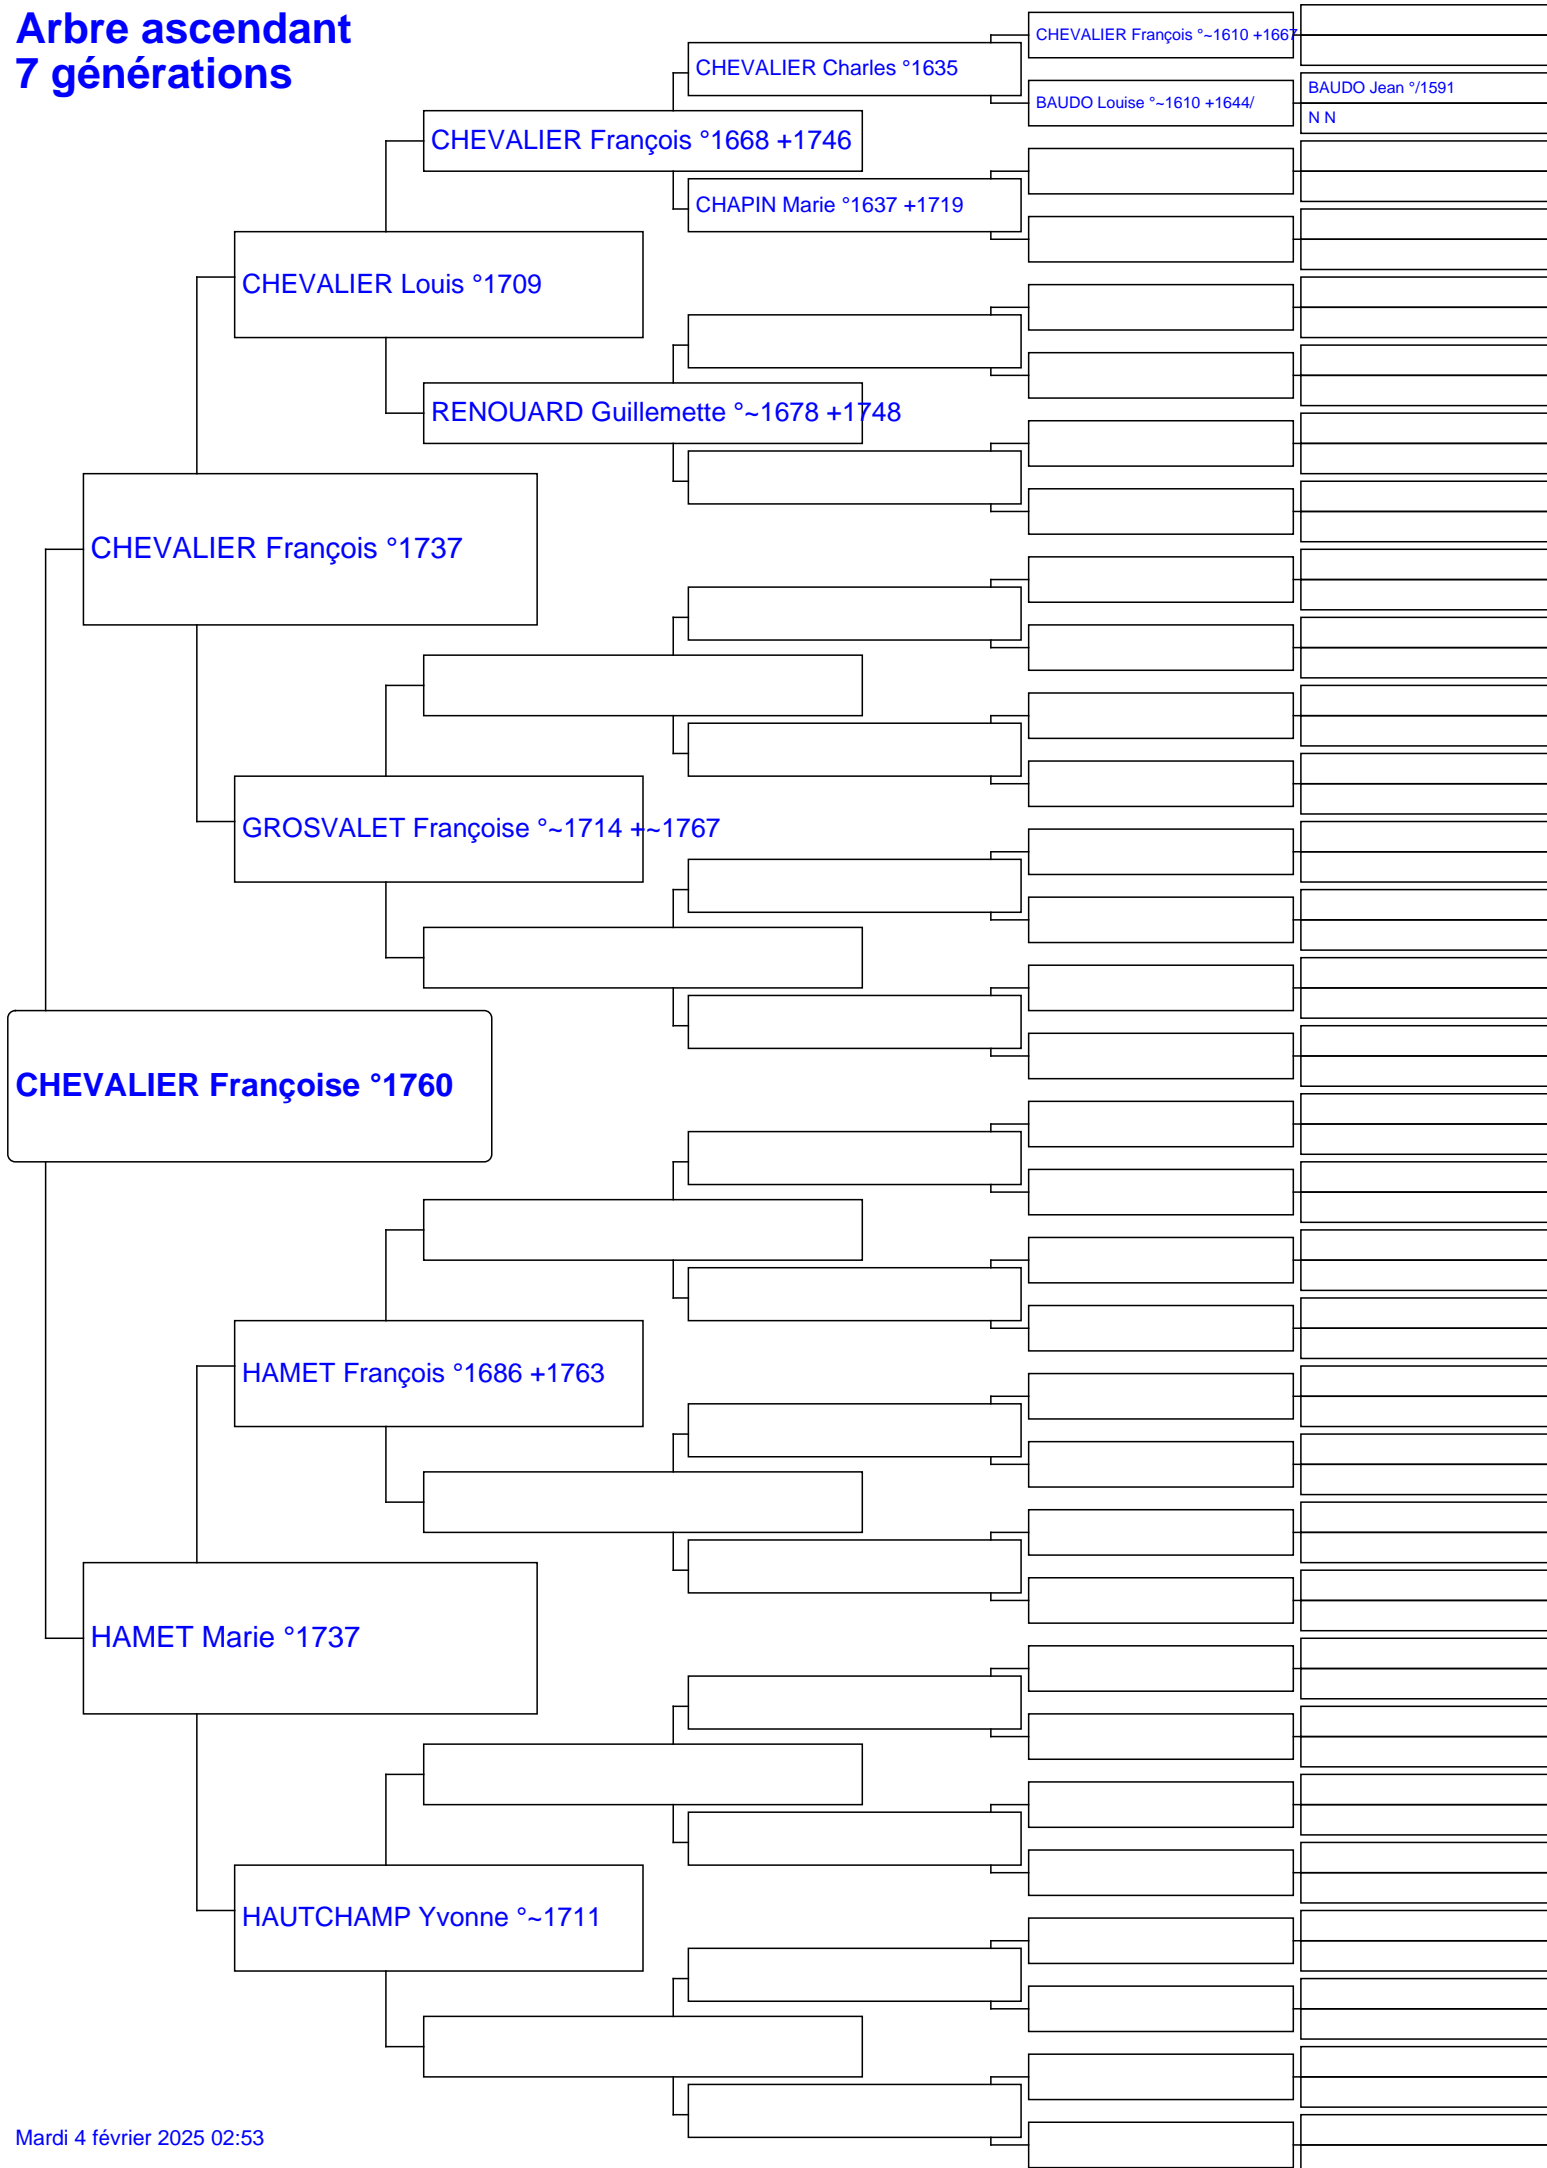 Arbre ascendant
7 générations
CHEVALIER François °~1610 +1667
CHEVALIER Charles °1635
BAUDO Jean °/1591
BAUDO Louise °~1610 +1644/
N N
CHEVALIER François °1668 +1746
CHAPIN Marie °1637 +1719
CHEVALIER Louis °1709
RENOUARD Guillemette °~1678 +1748
CHEVALIER François °1737
GROSVALET Françoise °~1714 +~1767
CHEVALIER Françoise °1760
HAMET François °1686 +1763
HAMET Marie °1737
HAUTCHAMP Yvonne °~1711
Mardi 4 février 2025 02:53